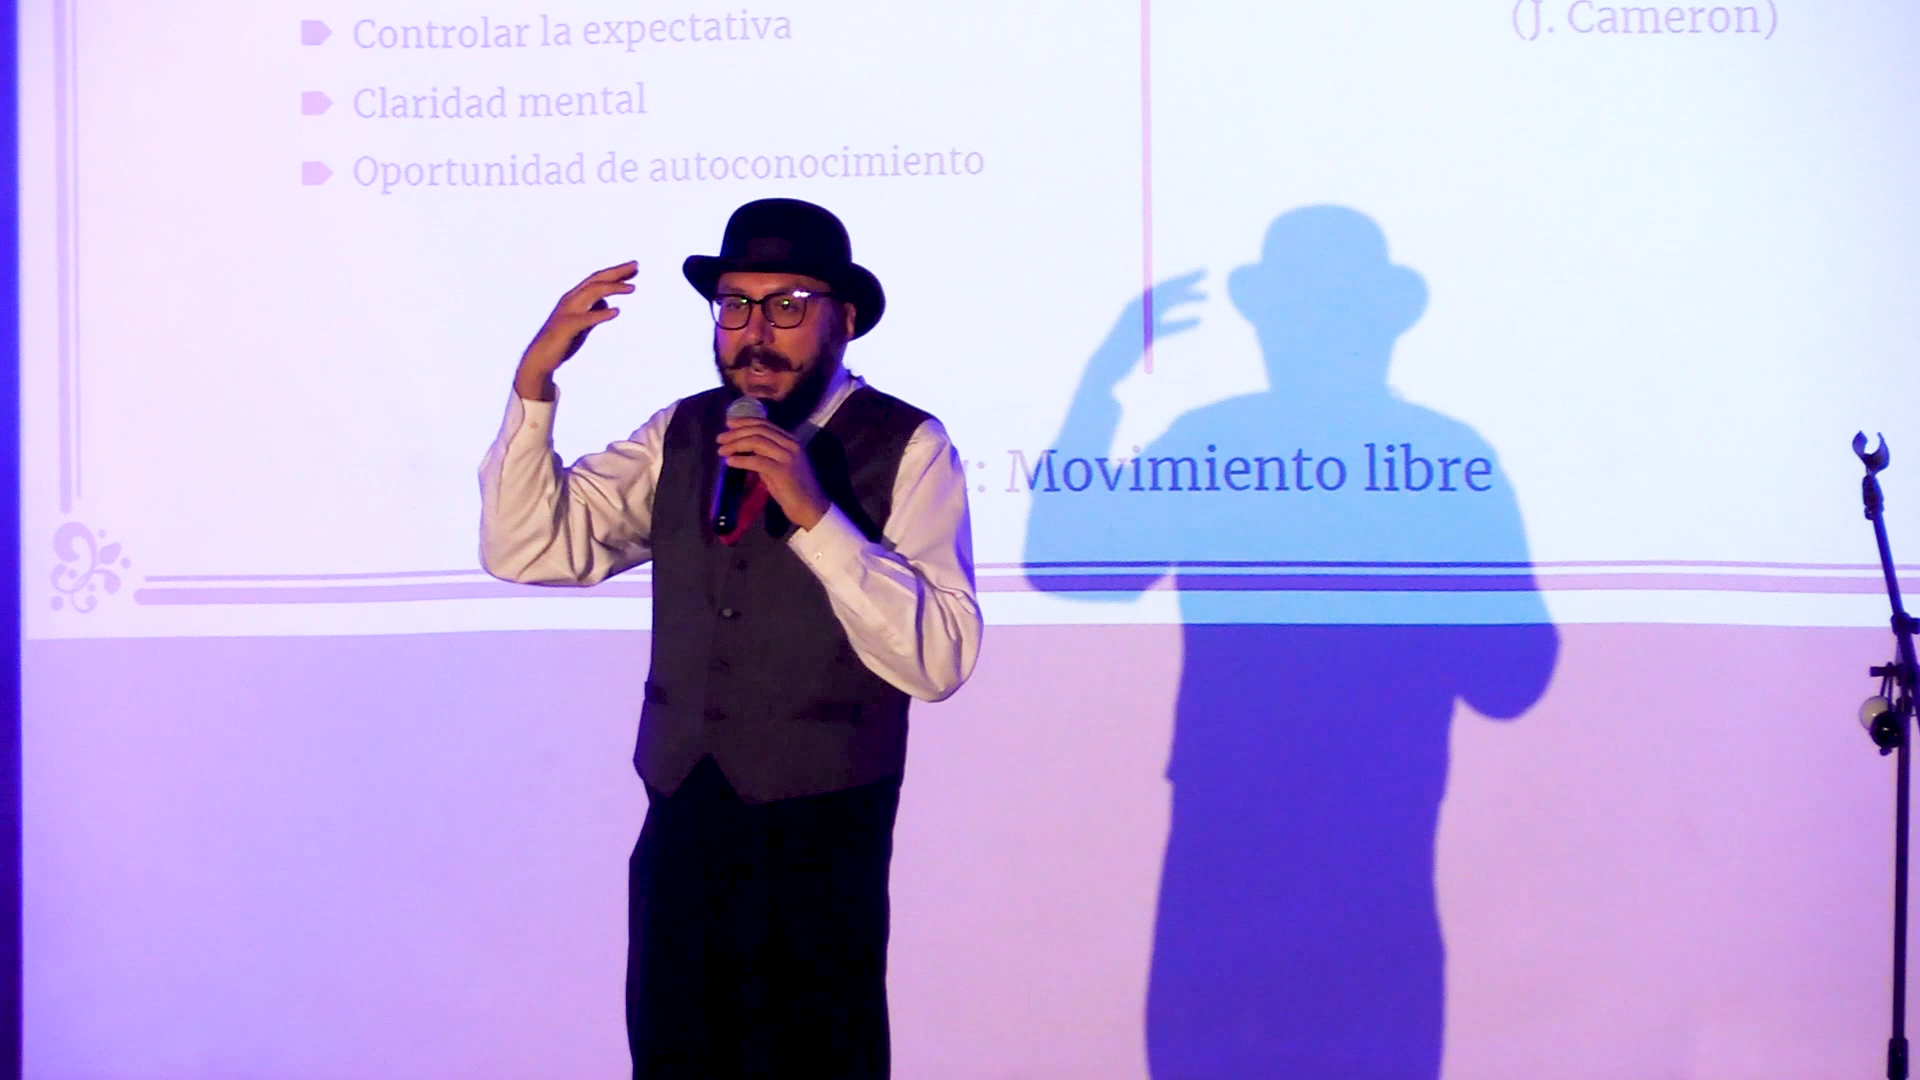 Controlar la expectativa
Claridad mental
Oportunidad de autoconocimiento
(J. Cameron)
: Movimiento libre